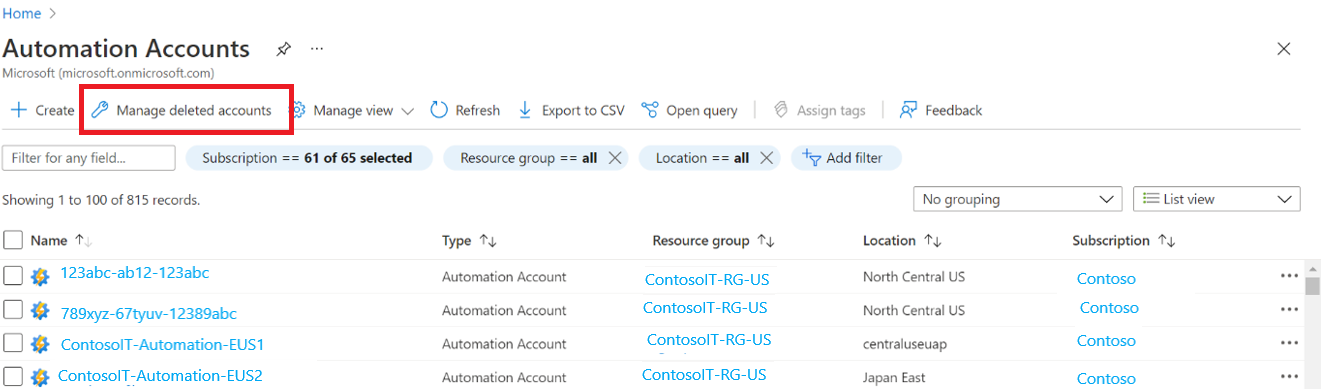 Home
Automation Accounts
Microsoft (microsoft.onmicrosoft.com)
Create Manage deleted accounts Manage view Refresh Export to CSV Open query Assign tags Feedback
Filter for any field... Subscription == 61 of 65 selected Resource group == all Location == all Add filter
Showing 1 to 100 of 815 records. No grouping List view
Name Type Resource group Location Subscription
123abc-ab12-123abc Automation Account ContosoIT-RG-US North Central US Contoso
789xyz-67tyuv-12389abc Automation Account ContosoIT-RG-US North Central US Contoso
ContosoIT-Automation-EUS1 Automation Account ContosoIT-RG-US centraluseuap Contoso
ContosoIT-Automation-EUS2 Automation Account ContosoIT-RG-US Japan East Contoso